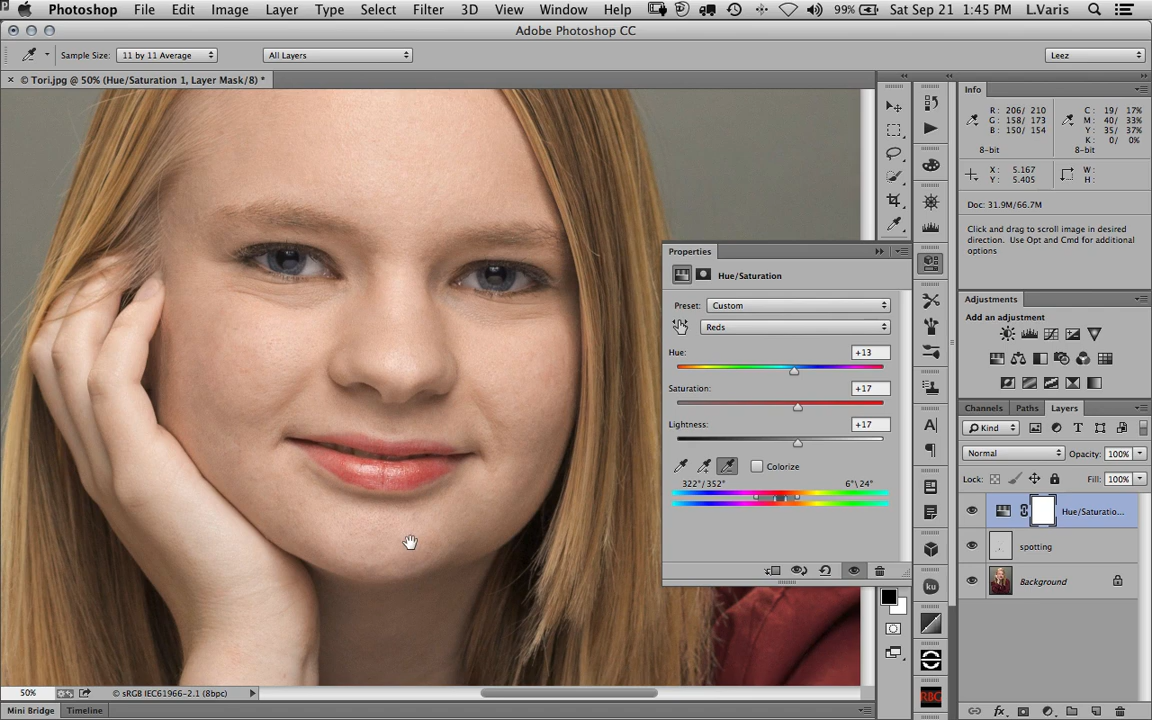 Photoshop File Edit Image Layer Type Select Filter 3D View Window Help 99% Sat Sep 21 1:45 PM L.Varis
Adobe Photoshop CC
Sample Size: 11 by 11 Average All Layers Leez
© Tori.jpg @ 50% (Hue/Saturation 1, Layer Mask/8) *
Info
R: 206/ 210 C: 19/ 17%
G: 158/ 173 M: 40/ 33%
B: 150/ 154 Y: 35/ 37%
K: 0/ 0%
8-bit 8-bit
X: 5.167 W:
Y: 5.405 H:
Doc: 31.9M/66.7M
Click and drag to scroll image in desired
direction. Use Opt and Cmd for additional
options
Properties
Hue/Saturation
Preset: Custom
Reds
Hue: +13
Saturation: +17
Lightness: +17
Colorize
322°/352° 6°\24°
Adjustments
Add an adjustment
Channels Paths Layers
Kind
Normal Opacity: 100%
Lock: Fill: 100%
Hue/Saturatio...
spotting
Background
A
ku
RBG
50% © sRGB IEC61966-2.1 (8bpc)
Mini Bridge Timeline